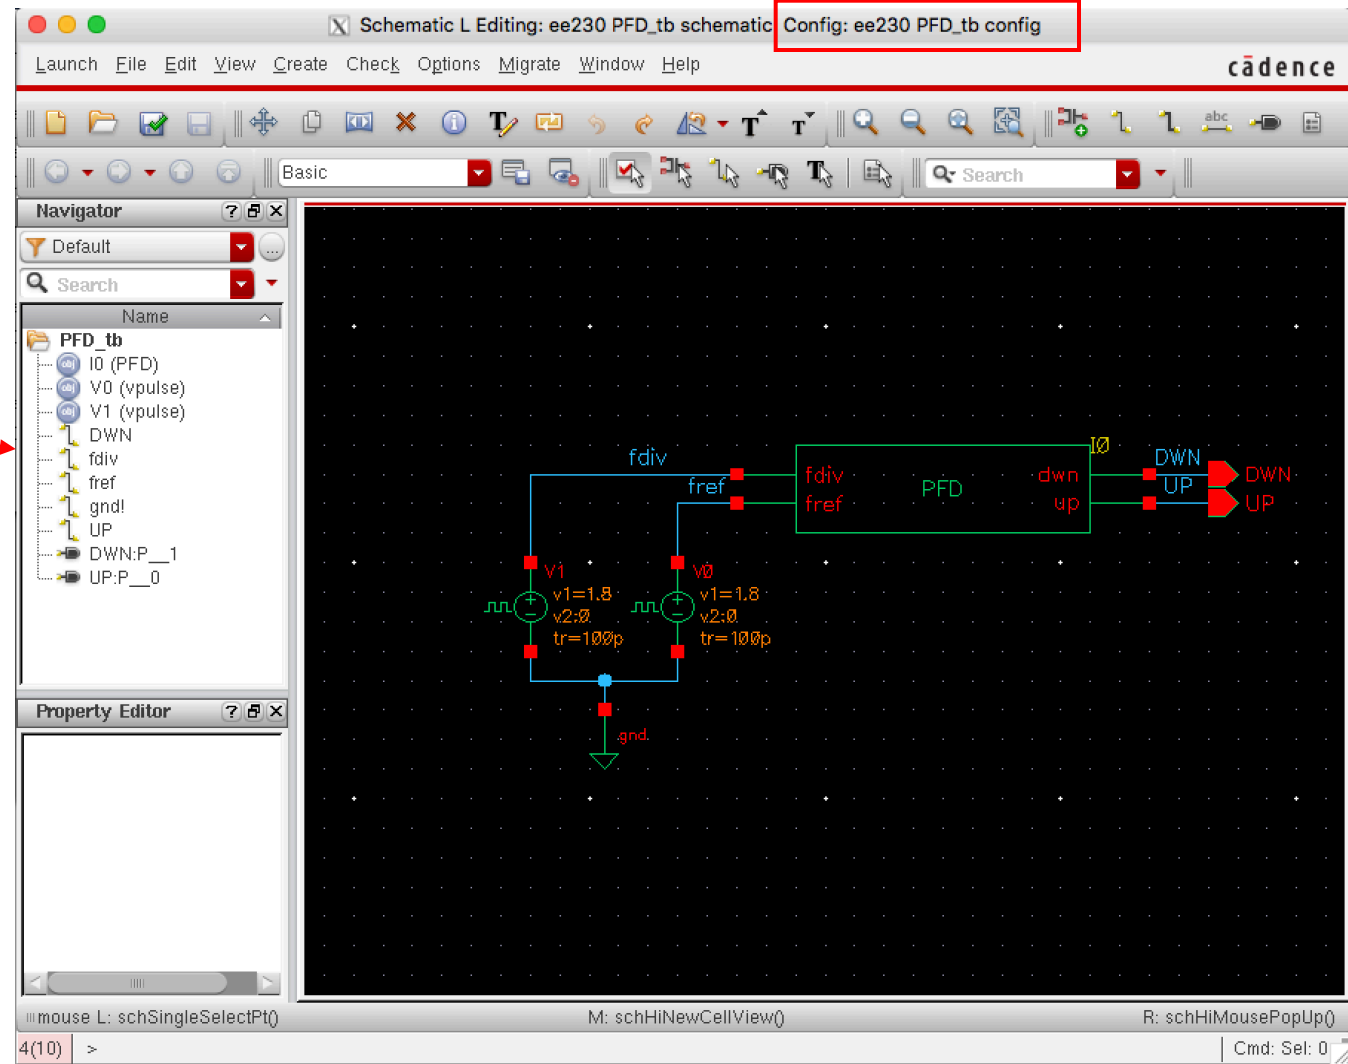 Schematic L Editing: ee230 PFD_tb schematic Config: ee230 PFD_tb config
Launch File Edit View Create Check Options Migrate Window Help
cādence
abc
Basic
Search
Navigator
Default
Search
Name
PFD_tb
I0 (PFD)
V0 (vpulse)
V1 (vpulse)
DWN
fdiv
fref
gnd!
UP
DWN:P__1
UP:P__0
Property Editor
fdiv
fref
fdiv
fref
PFD
I0
dwn
up
DWN
UP
DWN
UP
V1
v1=1.8
v2:0
tr=100p
V0
v1=1.8
v2:0
tr=100p
gnd
mouse L: schSingleSelectPt()
M: schHiNewCellView()
R: schHiMousePopUp()
4(10) >
Cmd: Sel: 0